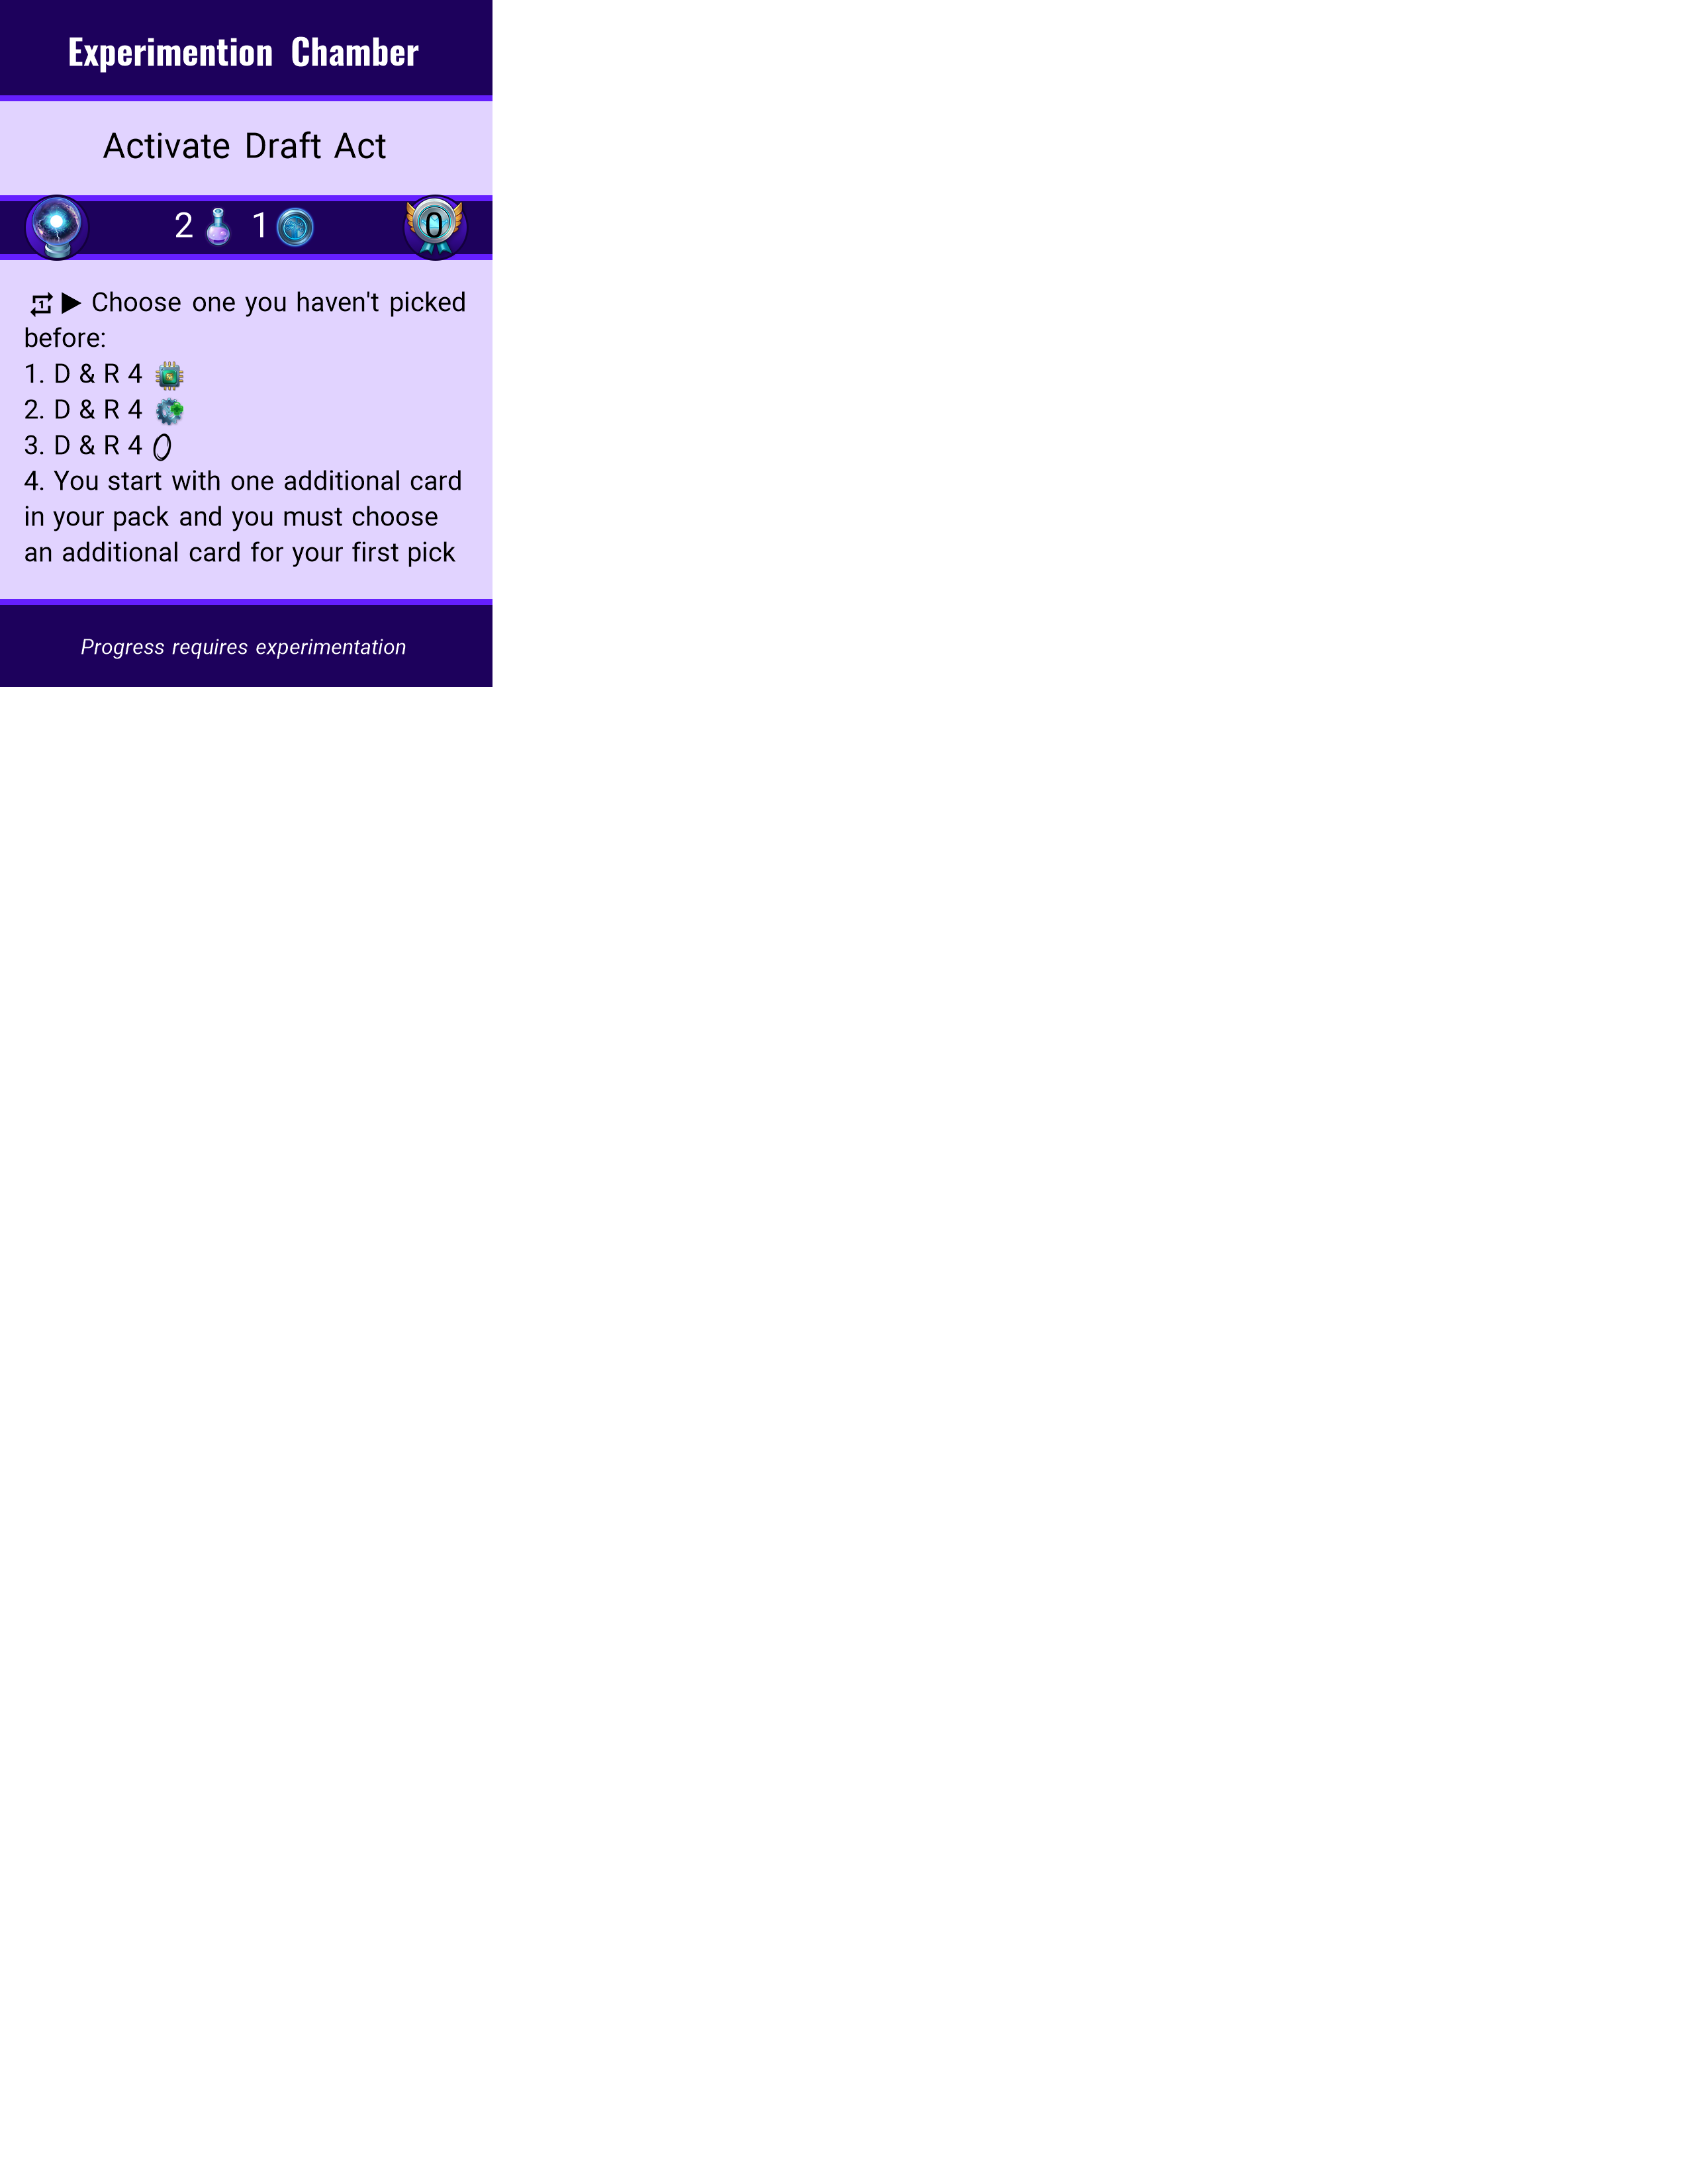 Experimention Chamber
Activate Draft Act
2 1 0
1 Choose one you haven't picked
before:
1. D & R 4
2. D & R 4
3. D & R 4
4. You start with one additional card
in your pack and you must choose
an additional card for your first pick
Progress requires experimentation